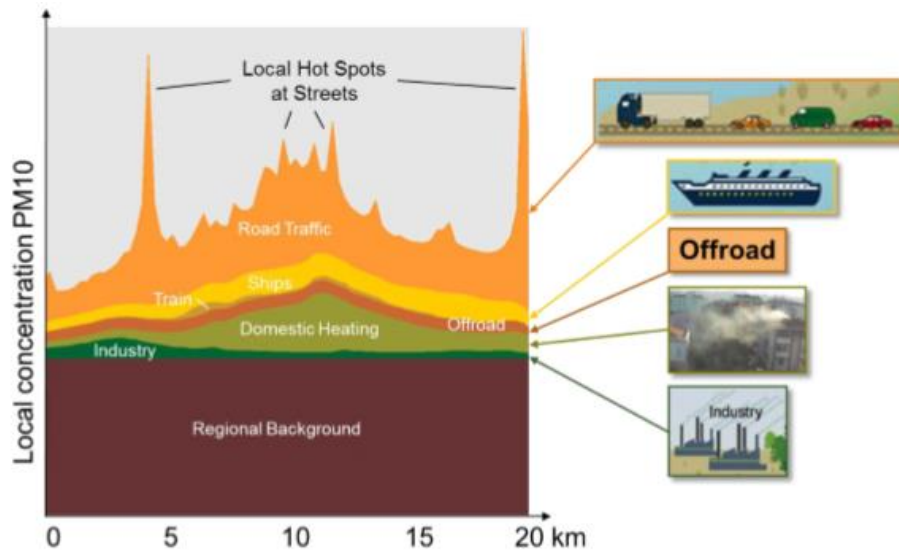 Local concentration PM10
Local Hot Spots
at Streets
Road Traffic
Ships
Train
Offroad
Domestic Heating
Industry
Regional Background
0 5 10 15 20 km
Offroad
Industry